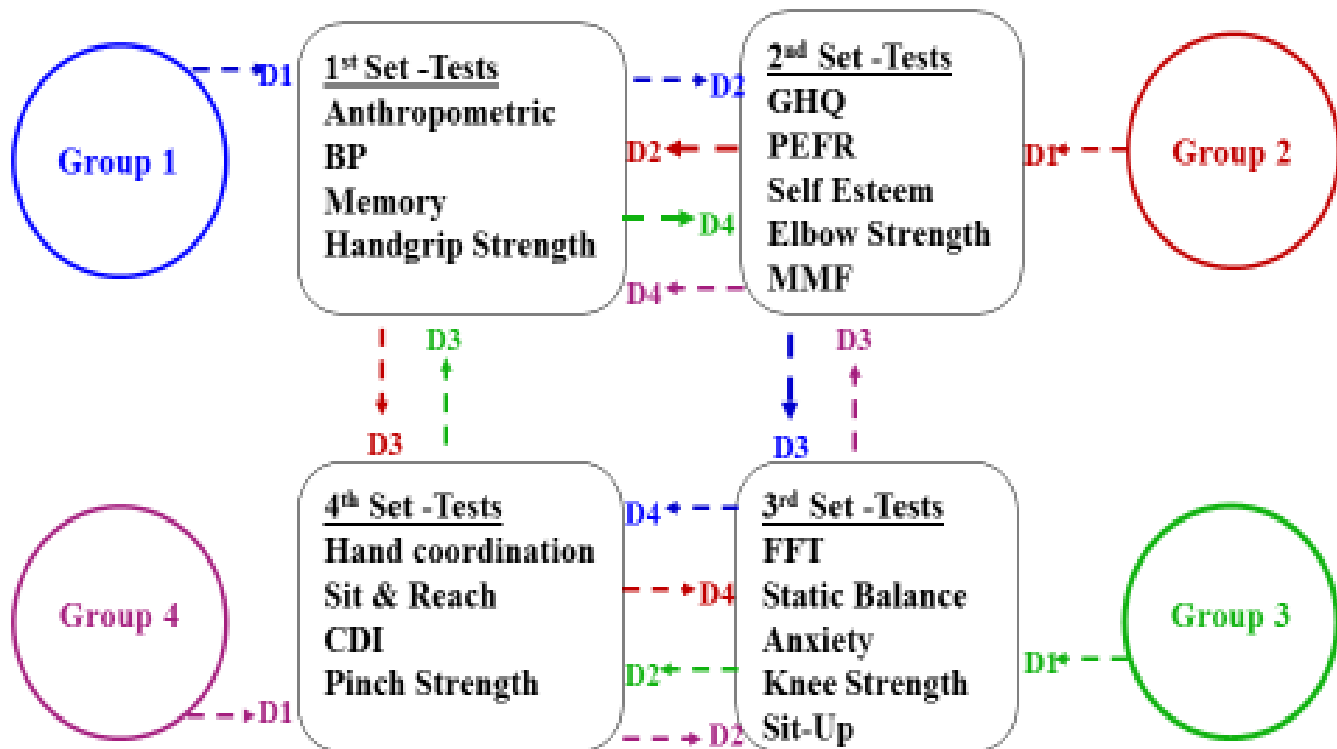 Group 1
D1
1st Set -Tests
Anthropometric
BP
Memory
Handgrip Strength
D2
D2
D4
D4
2nd Set -Tests
GHQ
PEFR
Self Esteem
Elbow Strength
MMF
D1
Group 2
D3
D3
D3
D3
Group 4
D1
4th Set -Tests
Hand coordination
Sit & Reach
CDI
Pinch Strength
D4
D4
D2
D2
3rd Set -Tests
FFT
Static Balance
Anxiety
Knee Strength
Sit-Up
D1
Group 3